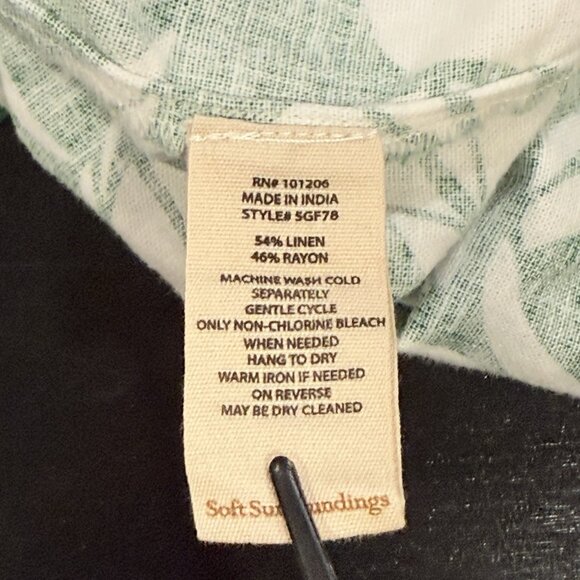 RN# 101206
MADE IN INDIA
STYLE# 5GF78
54% LINEN
46% RAYON
MACHINE WASH COLD
SEPARATELY
GENTLE CYCLE
ONLY NON-CHLORINE BLEACH
WHEN NEEDED
HANG TO DRY
WARM IRON IF NEEDED
ON REVERSE
MAY BE DRY CLEANED
Soft Surroundings